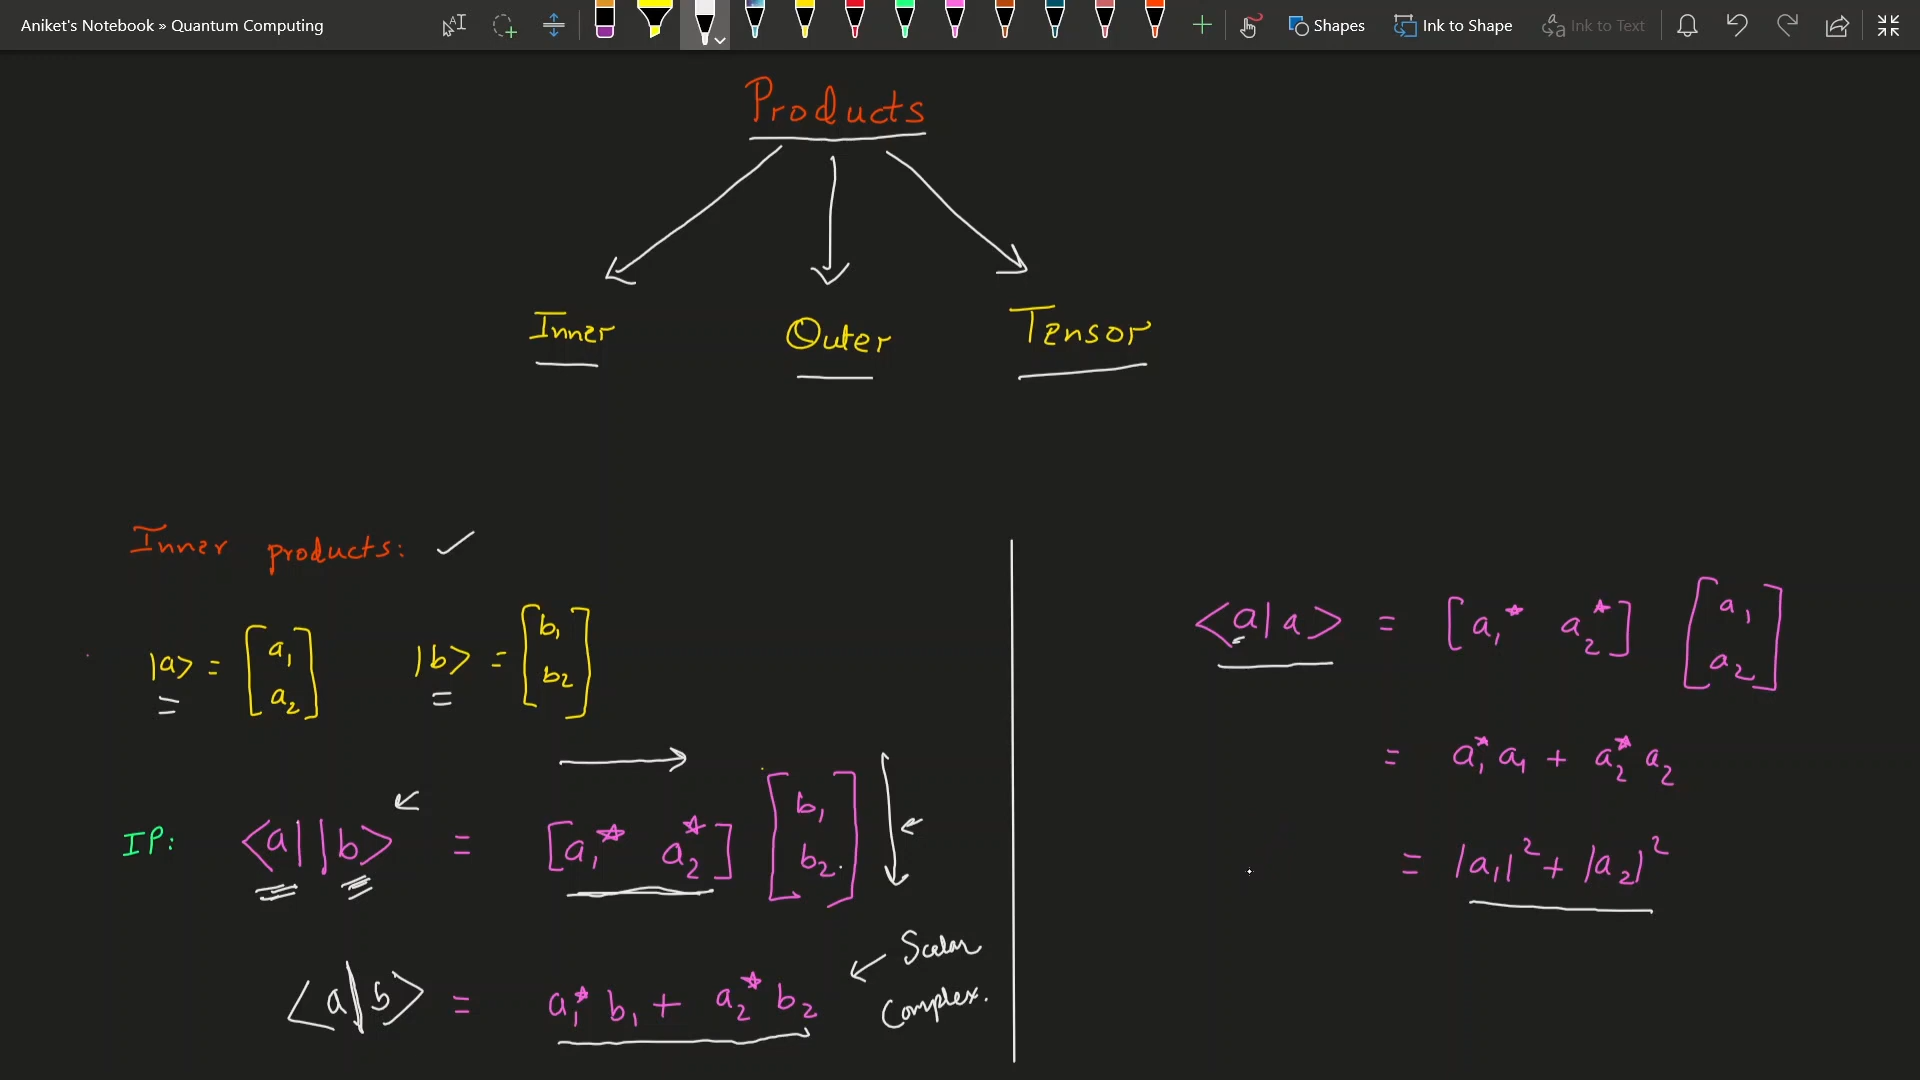 Aniket's Notebook » Quantum Computing
Shapes
Ink to Shape
Ink to Text
Products
Inner Outer Tensor
Inner products: ✓
|a> = [a₁ a₂] |b> = [b₁ b₂]
IP: <a| |b> = [a₁* a₂*] [b₁ b₂]
<a|b> = a₁* b₁ + a₂* b₂
Scalar
Complex.
<a|a> = [a₁* a₂*] [a₁ a₂]
= a₁* a₁ + a₂* a₂
= |a₁|² + |a₂|²